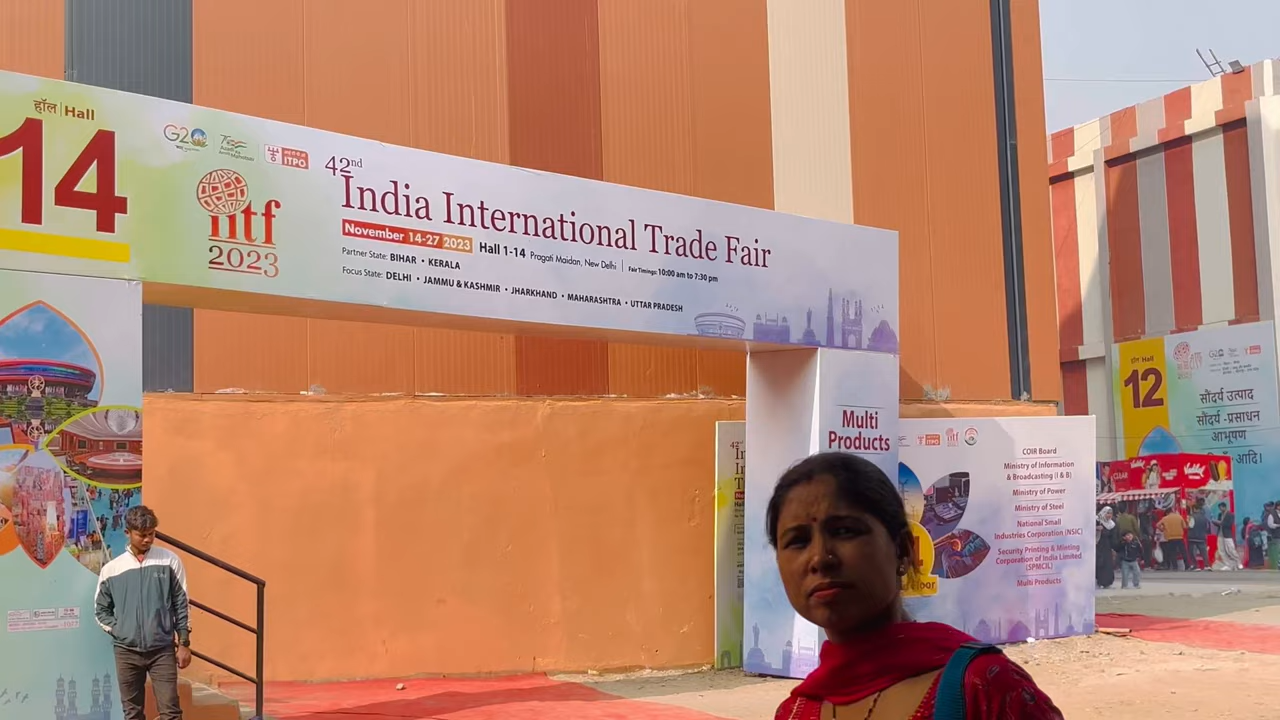 हॉल | Hall
14
G20
ITPO
iitf
2023
42nd
India International Trade Fair
November 14-27 2023 Hall 1-14 Pragati Maidan, New Delhi | Fair Timings: 10:00 am to 7:30 pm
Partner State: BIHAR • KERALA
Focus State: DELHI • JAMMU & KASHMIR • JHARKHAND • MAHARASHTRA • UTTAR PRADESH
Multi
Products
42nd
iitf
COIR Board
Ministry of Information
& Broadcasting (I & B)
Ministry of Power
Ministry of Steel
National Small
Industries Corporation (NSIC)
Security Printing & Minting
Corporation of India Limited
(SPMCIL)
Multi Products
हॉल Hall
12
G20
सौंदर्य उत्पाद
सौंदर्य -प्रसाधन
आभूषण
आदि।